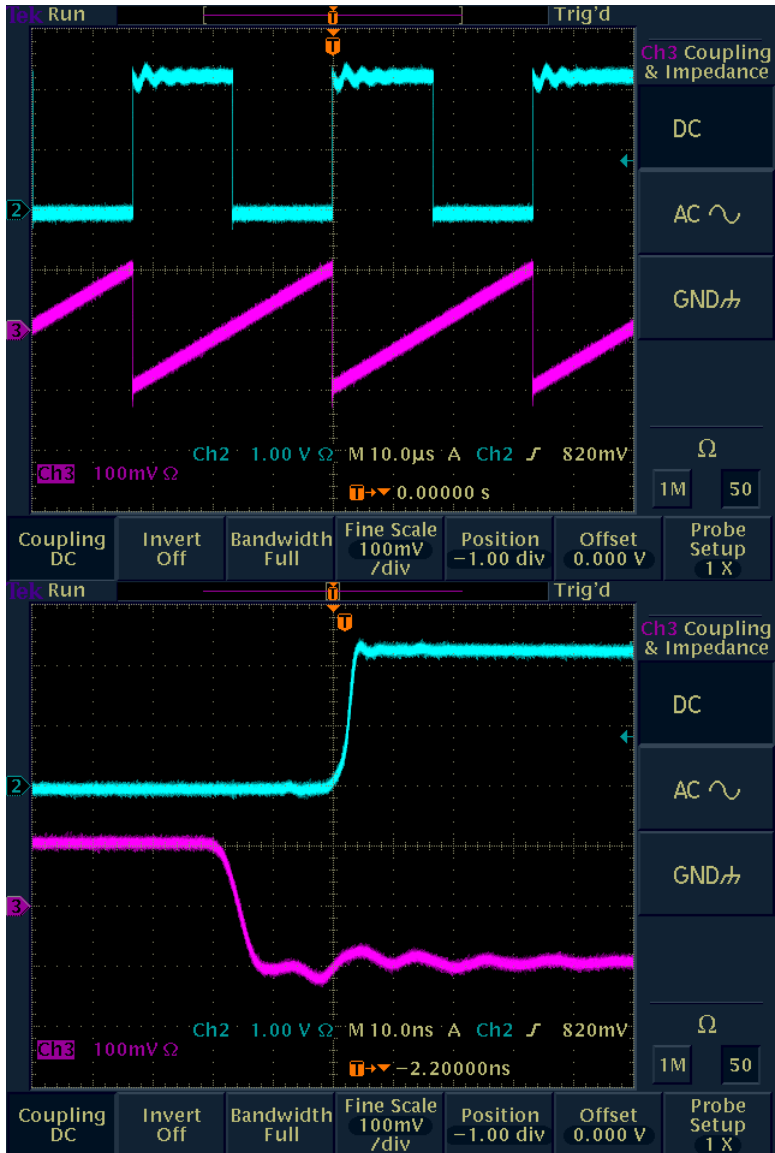 Tek Run Trig'd
T
T
Ch3 Coupling
& Impedance
DC
2
AC
GND
3
Ch2 1.00 V Ω M 10.0μs A Ch2 820mV
Ch3 100mV Ω
T 0.00000 s
Ω
1M 50
Coupling
DC
Invert
Off
Bandwidth
Full
Fine Scale
100mV
/div
Position
−1.00 div
Offset
0.000 V
Probe
Setup
1 X
Tek Run Trig'd
T
T
Ch3 Coupling
& Impedance
DC
2
AC
GND
3
Ch2 1.00 V Ω M 10.0ns A Ch2 820mV
Ch3 100mV Ω
T −2.20000ns
Ω
1M 50
Coupling
DC
Invert
Off
Bandwidth
Full
Fine Scale
100mV
/div
Position
−1.00 div
Offset
0.000 V
Probe
Setup
1 X